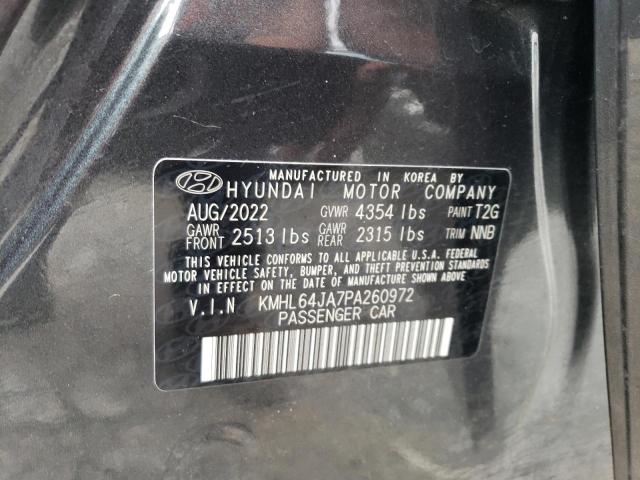 MANUFACTURED IN KOREA BY
HYUNDAI MOTOR COMPANY
AUG/2022 GVWR 4354 lbs PAINT T2G
GAWR FRONT 2513 lbs GAWR REAR 2315 lbs TRIM NNB
THIS VEHICLE CONFORMS TO ALL APPLICABLE U.S.A. FEDERAL
MOTOR VEHICLE SAFETY, BUMPER, AND THEFT PREVENTION STANDARDS
IN EFFECT ON THE DATE OF MANUFACTURE SHOWN ABOVE.
V.I.N KMHL64JA7PA260972
PASSENGER CAR